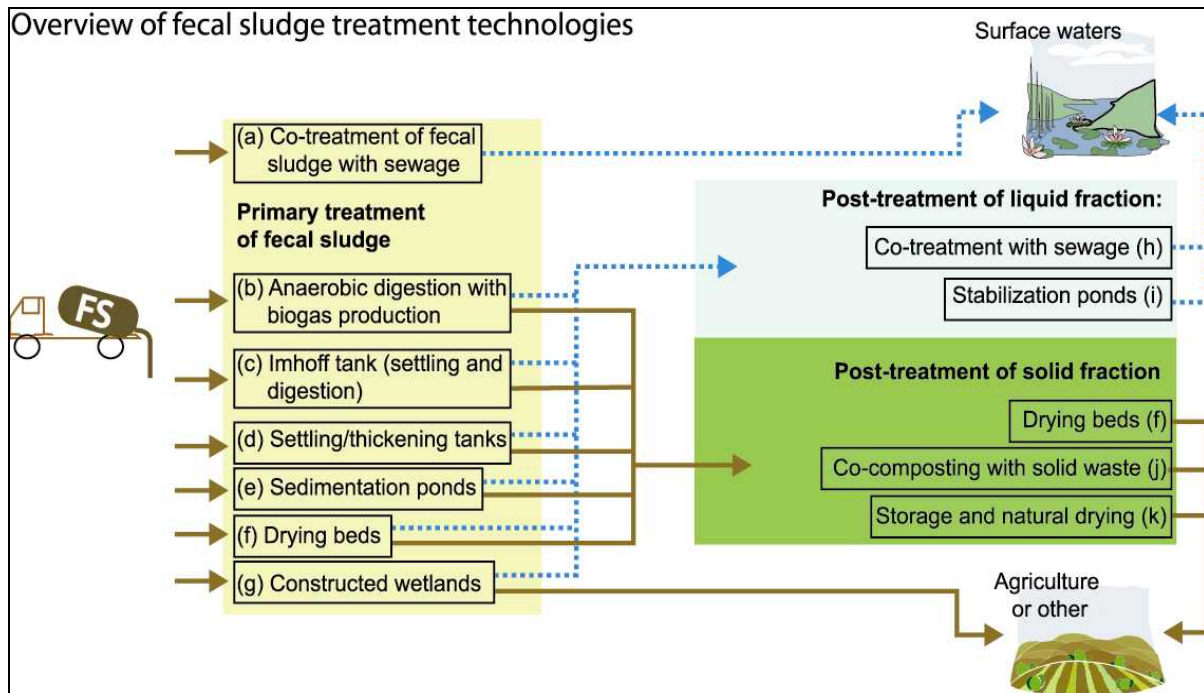 Overview of fecal sludge treatment technologies
Surface waters
(a) Co-treatment of fecal
sludge with sewage
Primary treatment
of fecal sludge
FS
(b) Anaerobic digestion with
biogas production
(c) Imhoff tank (settling and
digestion)
(d) Settling/thickening tanks
(e) Sedimentation ponds
(f) Drying beds
(g) Constructed wetlands
Post-treatment of liquid fraction:
Co-treatment with sewage (h)
Stabilization ponds (i)
Post-treatment of solid fraction
Drying beds (f)
Co-composting with solid waste (j)
Storage and natural drying (k)
Agriculture
or other